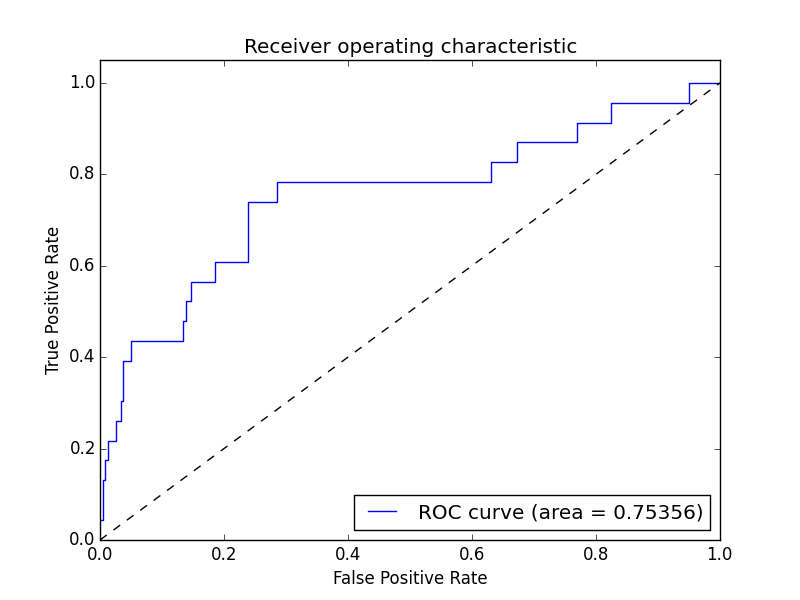 Receiver operating characteristic
1.0
0.8
0.6
0.4
0.2
0.0
True Positive Rate
ROC curve (area = 0.75356)
0.0 0.2 0.4 0.6 0.8 1.0
False Positive Rate